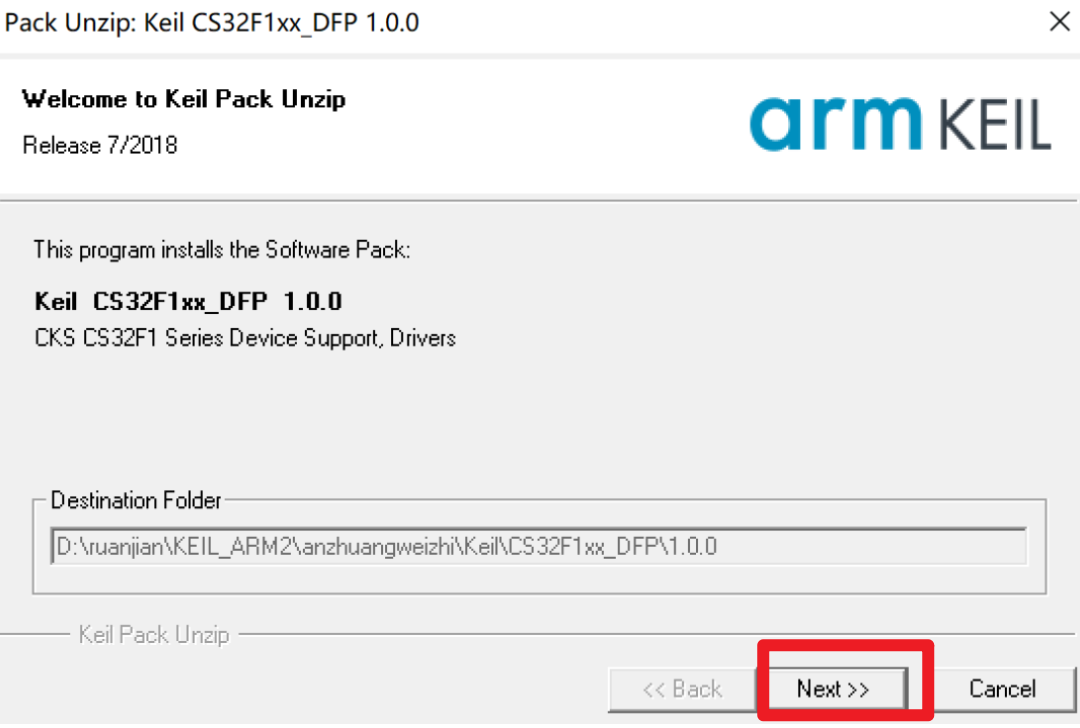 Pack Unzip: Keil CS32F1xx_DFP 1.0.0
Welcome to Keil Pack Unzip
Release 7/2018
arm KEIL
This program installs the Software Pack:
Keil CS32F1xx_DFP 1.0.0
CKS CS32F1 Series Device Support, Drivers
Destination Folder
D:\ruanjian\KEIL_ARM2\anzhuangweizhi\Keil\CS32F1xx_DFP\1.0.0
Keil Pack Unzip
<< Back Next >> Cancel